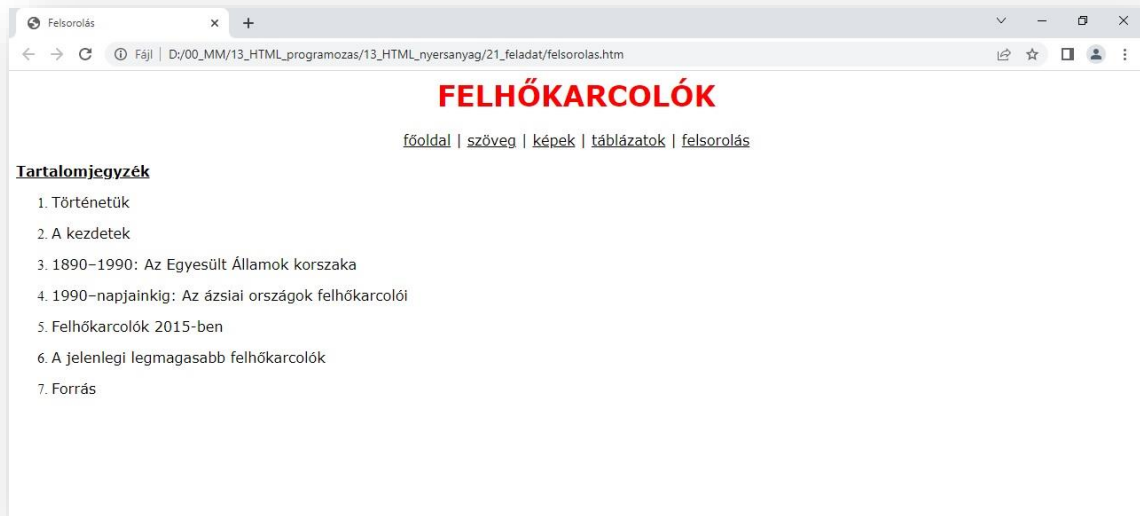 Felsorolás
Fájl | D:/00_MM/13_HTML_programozas/13_HTML_nyersanyag/21_feladat/felsorolas.htm
FELHŐKARCOLÓK
főoldal | szöveg | képek | táblázatok | felsorolás
Tartalomjegyzék
1. Történetük
2. A kezdetek
3. 1890–1990: Az Egyesült Államok korszaka
4. 1990–napjainkig: Az ázsiai országok felhőkarcolói
5. Felhőkarcolók 2015-ben
6. A jelenlegi legmagasabb felhőkarcolók
7. Forrás